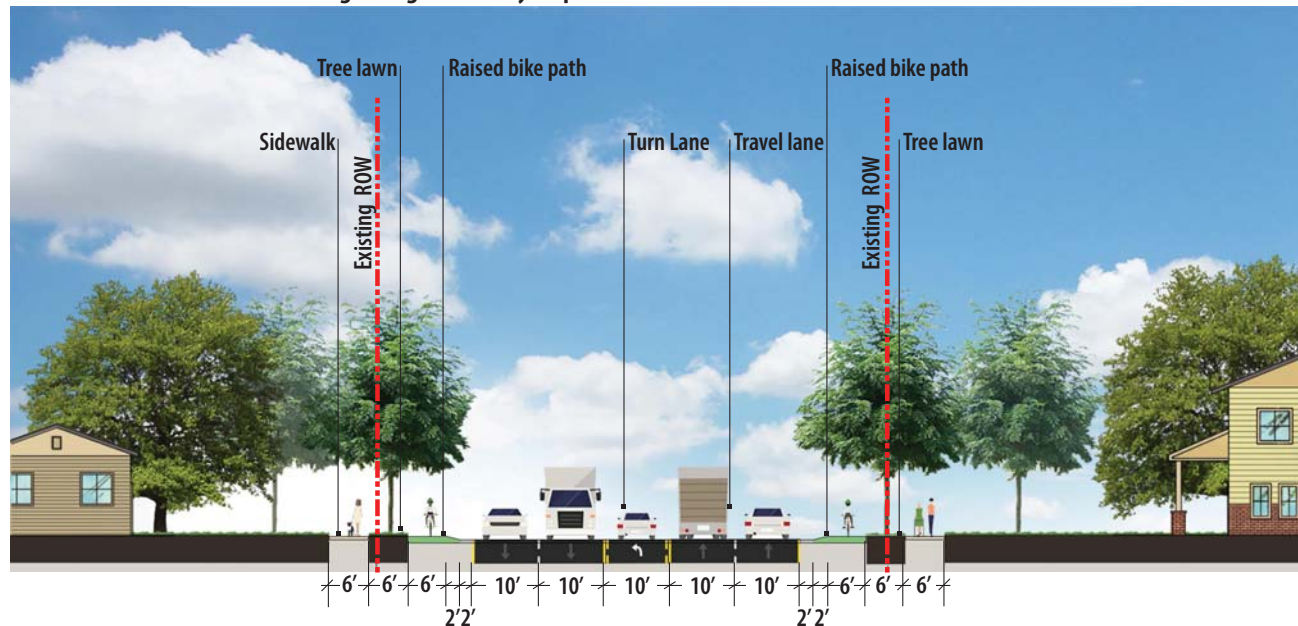 Tree lawn
Raised bike path
Raised bike path
Sidewalk
Turn Lane
Travel lane
Tree lawn
Existing ROW
Existing ROW
6' 6' 6' 10' 10' 10' 10' 10' 6' 6' 6'
2' 2' 2' 2'